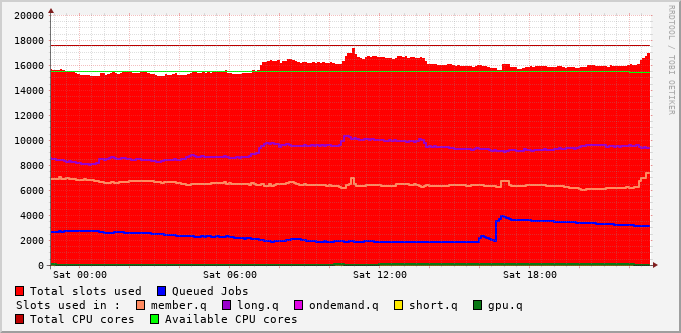 20000
18000
16000
14000
12000
10000
8000
6000
4000
2000
0
Sat 00:00 Sat 06:00 Sat 12:00 Sat 18:00
RRDTOOL / TOBI OETIKER
Total slots used Queued Jobs
Slots used in : member.q long.q ondemand.q short.q gpu.q
Total CPU cores Available CPU cores